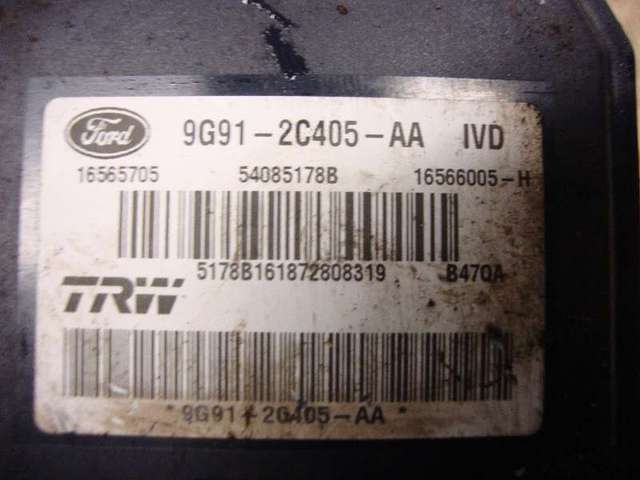 Ford 9G91-2C405-AA IVD
16565705 54085178B 16566005-H
5178B161872808319 B470A
TRW
*9G91-2C405-AA*